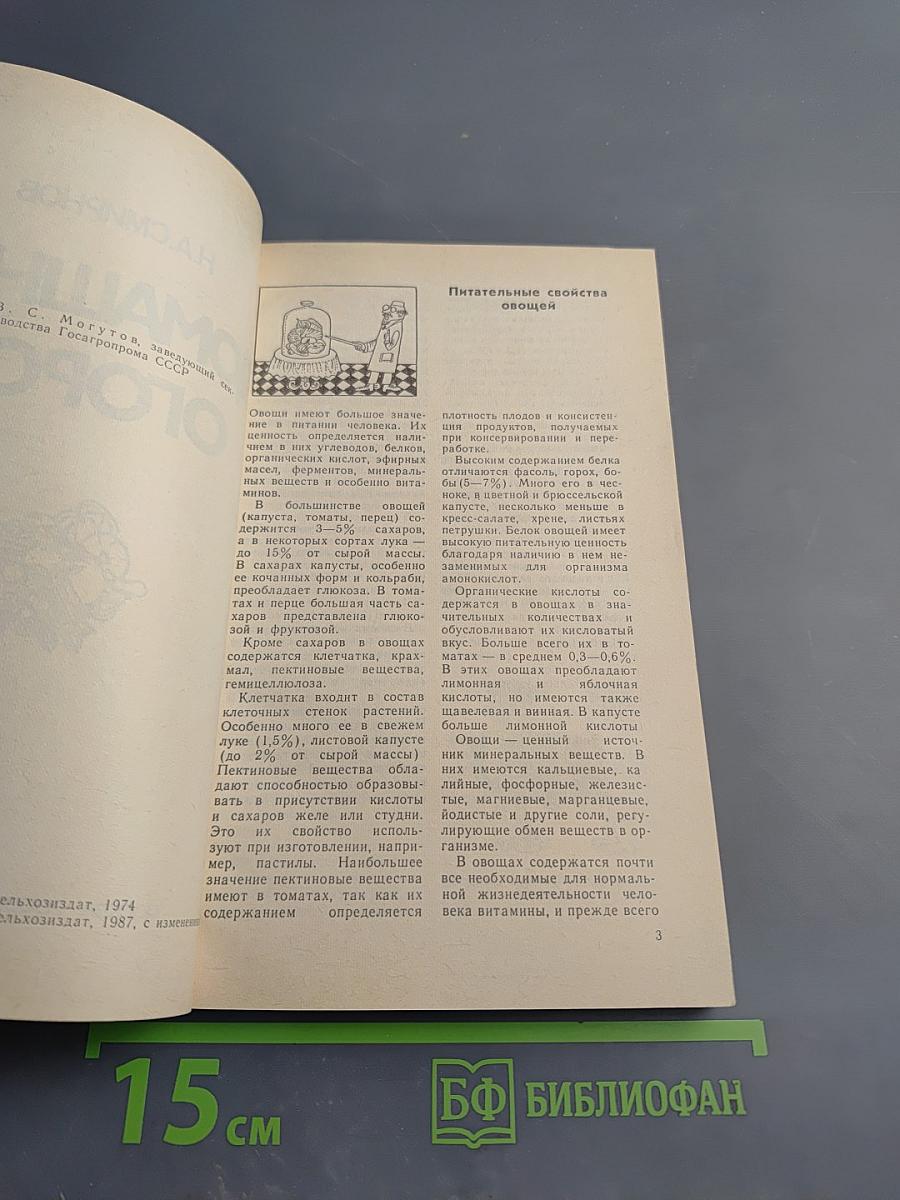 Н.А.СМИРНОВ
В. С. Могутов, заведующий сек-
водства Госагропрома СССР
ельхозиздат, 1974
ельхозиздат, 1987, с изменени
Питательные свойства
овощей
Овощи имеют большое значе-
ние в питании человека. Их
ценность определяется нали-
чием в них углеводов, белков,
органических кислот, эфирных
масел, ферментов, минераль-
ных веществ и особенно вита-
минов.
В большинстве овощей
(капуста, томаты, перец) со-
держится 3—5% сахаров,
а в некоторых сортах лука —
до 15% от сырой массы.
В сахарах капусты, особенно
ее кочанных форм и кольраби,
преобладает глюкоза. В тома-
тах и перце большая часть са-
харов представлена глюко-
зой и фруктозой.
Кроме сахаров в овощах
содержатся клетчатка, крах-
мал, пектиновые вещества,
гемицеллюлоза.
Клетчатка входит в состав
клеточных стенок растений.
Особенно много ее в свежем
луке (1,5%), листовой капусте
(до 2% от сырой массы)
Пектиновые вещества обла-
дают способностью образовы-
вать в присутствии кислоты
и сахаров желе или студни.
Это их свойство исполь-
зуют при изготовлении, напри-
мер, пастилы. Наибольшее
значение пектиновые вещества
имеют в томатах, так как их
содержанием определяется
плотность плодов и консистен-
ция продуктов, получаемых
при консервировании и пере-
работке.
Высоким содержанием белка
отличаются фасоль, горох, бо-
бы (5—7%). Много его в чес-
ноке, в цветной и брюссельской
капусте, несколько меньше в
кресс-салате, хрене, листьях
петрушки. Белок овощей имеет
высокую питательную ценность
благодаря наличию в нем не-
заменимых для организма
амонокислот.
Органические кислоты со-
держатся в овощах в зна-
чительных количествах и
обусловливают их кисловатый
вкус. Больше всего их в то-
матах — в среднем 0,3—0,6%.
В этих овощах преобладают
лимонная и яблочная
кислоты, но имеются также
щавелевая и винная. В капусте
больше лимонной кислоты
Овощи — ценный источ-
ник минеральных веществ. В
них имеются кальциевые, ка
лийные, фосфорные, железис-
тые, магниевые, марганцевые,
йодистые и другие соли, регу-
лирующие обмен веществ в ор-
ганизме.
В овощах содержатся почти
все необходимые для нормаль-
ной жизнедеятельности чело-
века витамины, и прежде всего
3
15 см
БФ БИБЛИОФАН